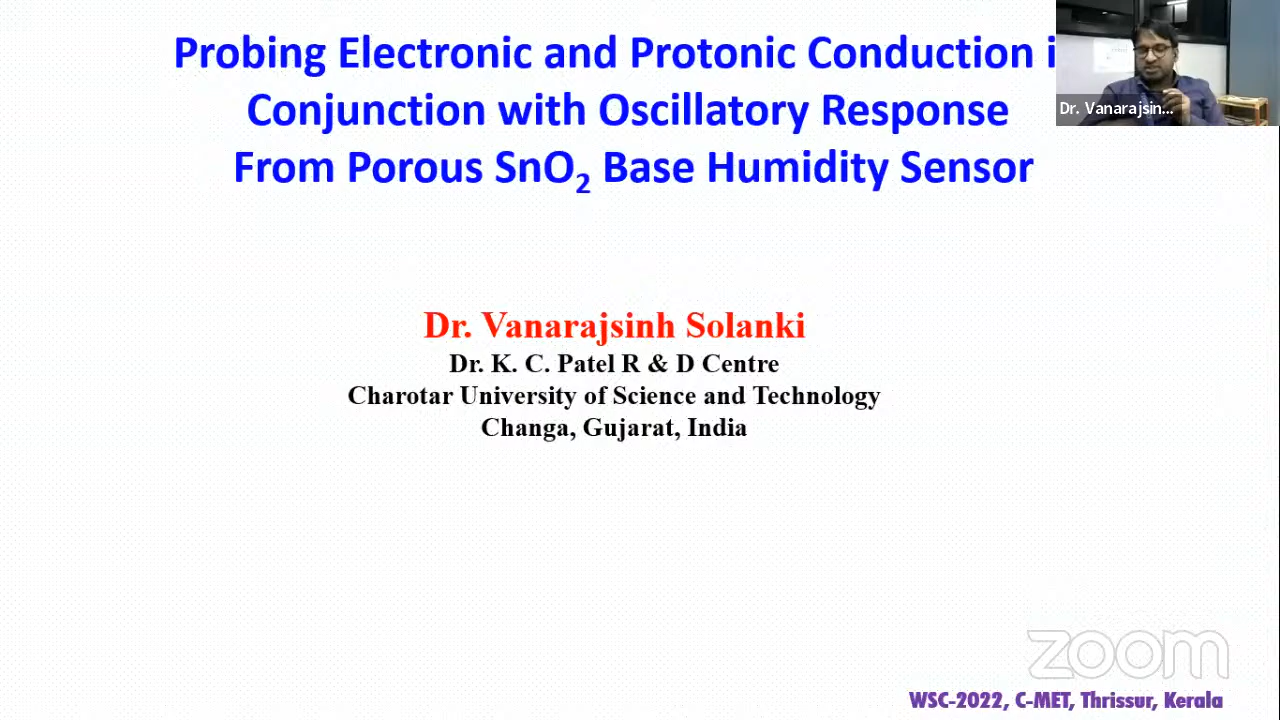 Probing Electronic and Protonic Conduction i
Conjunction with Oscillatory Response
From Porous SnO₂ Base Humidity Sensor
Dr. Vanarajsin...
Dr. Vanarajsinh Solanki
Dr. K. C. Patel R & D Centre
Charotar University of Science and Technology
Changa, Gujarat, India
zoom
WSC-2022, C-MET, Thrissur, Kerala